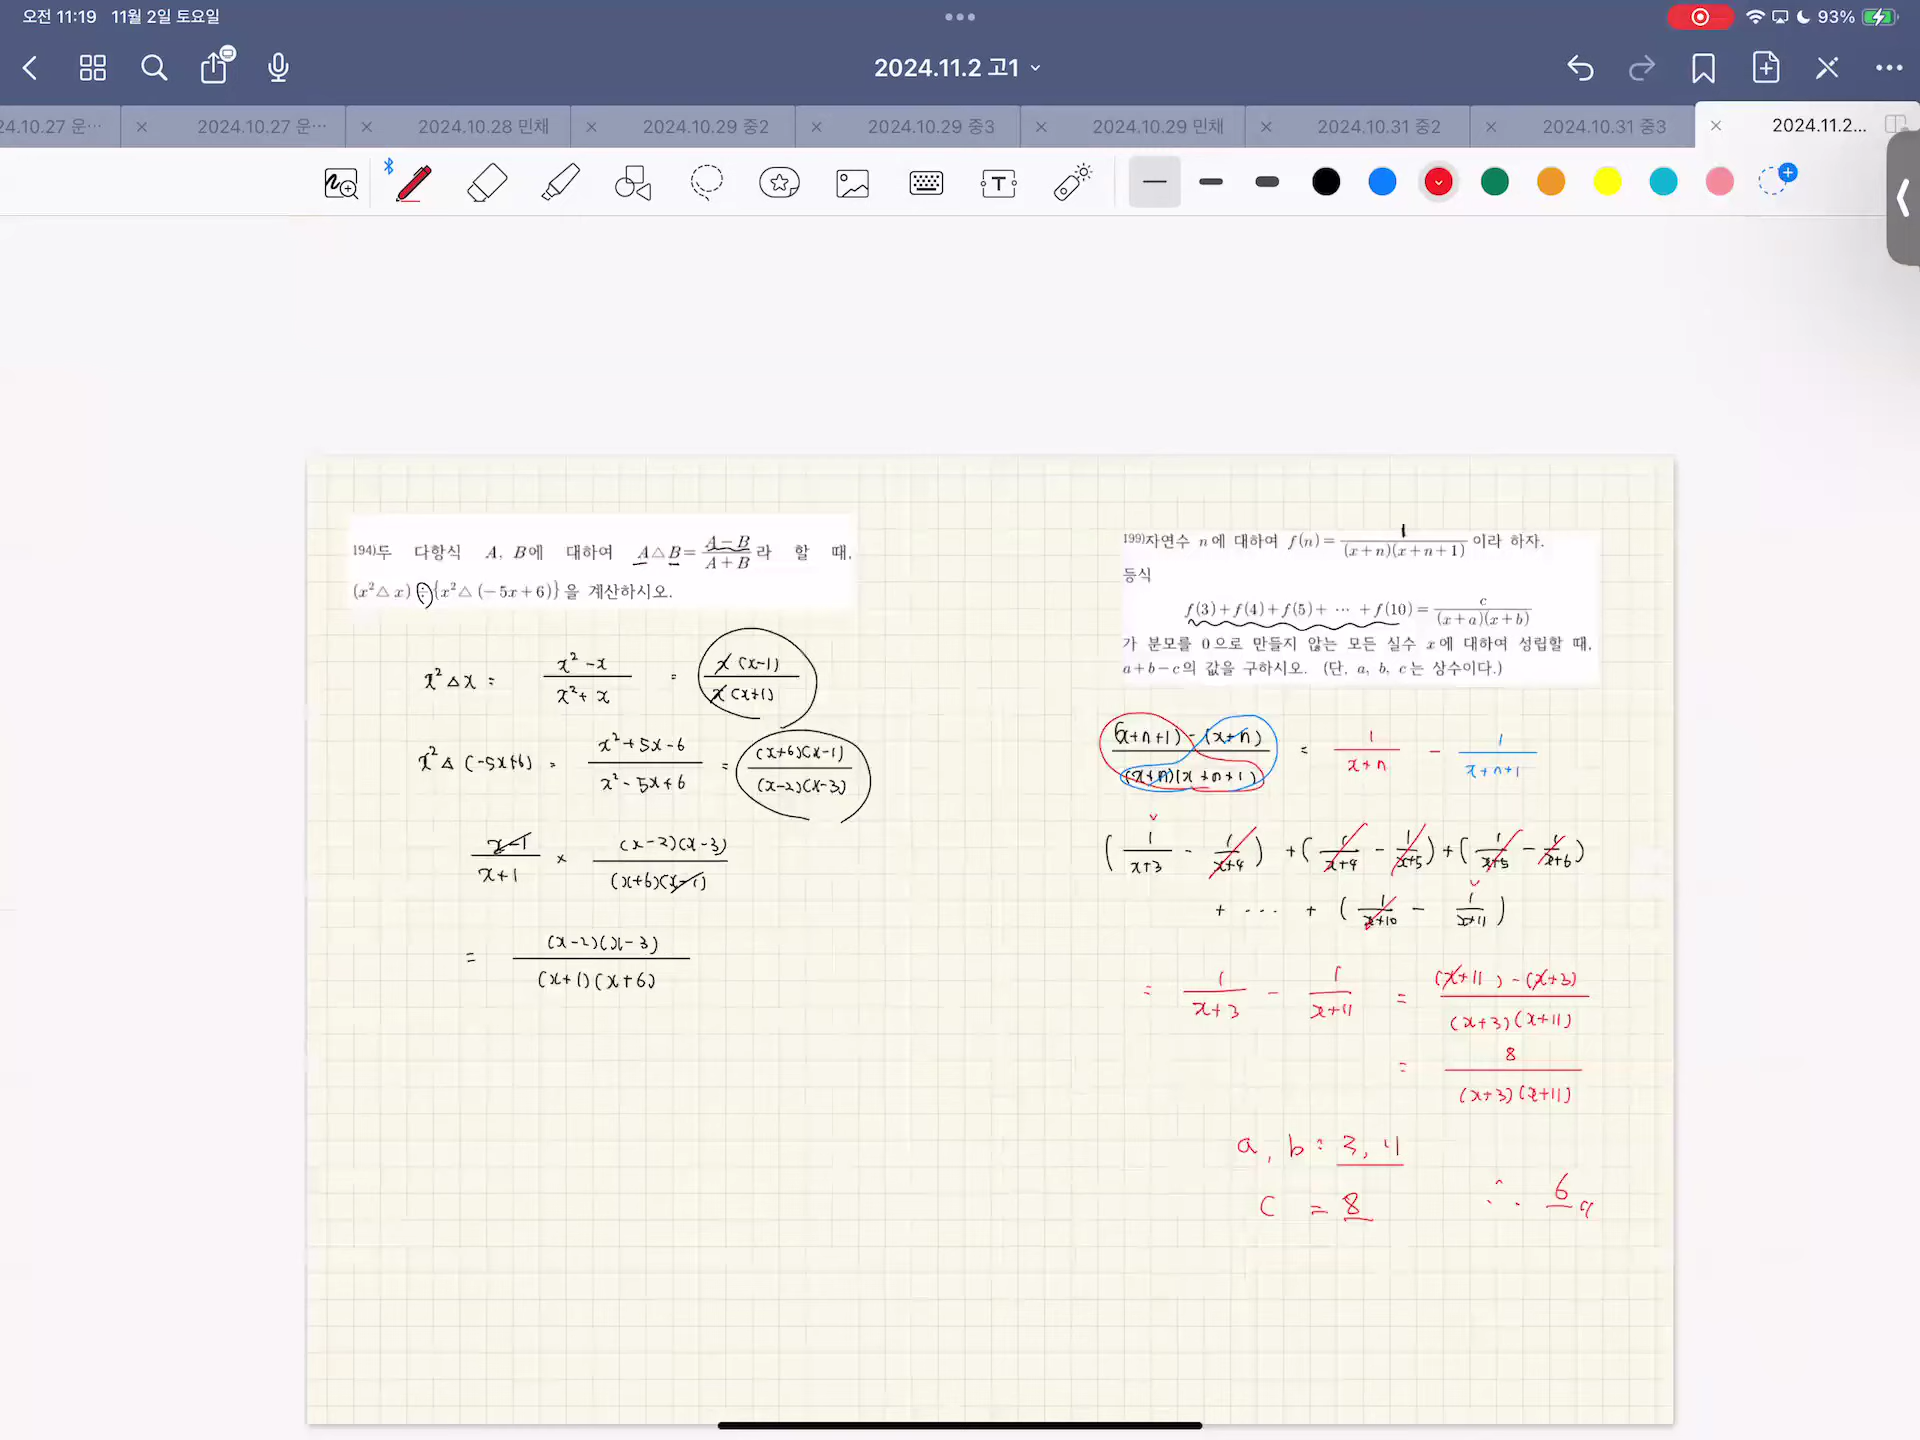 오전 11:19 11월 2일 토요일
93%
2024.11.2 고1
24.10.27 운…
2024.10.27 운…
2024.10.28 민채
2024.10.29 중2
2024.10.29 중3
2024.10.29 민채
2024.10.31 중2
2024.10.31 중3
2024.11.2...
194)두 다항식 A, B에 대하여 A△B=(A−B)/(A+B)라 할 때,
(x²△x)÷{x²△(−5x+6)}을 계산하시오.
x²△x = (x²-x)/(x²+x) = x(x-1)/x(x+1)
x²△(-5x+6) = (x²+5x-6)/(x²-5x+6) = (x+6)(x-1)/(x-2)(x-3)
(x-1)/(x+1) × (x-2)(x-3)/(x+6)(x-1)
= (x-2)(x-3)/(x+1)(x+6)
199)자연수 n에 대하여 f(n)=1/(x+n)(x+n+1)이라 하자.
등식
f(3)+f(4)+f(5)+ ⋯ +f(10)=c/(x+a)(x+b)
가 분모를 0으로 만들지 않는 모든 실수 x에 대하여 성립할 때,
a+b−c의 값을 구하시오. (단, a, b, c는 상수이다.)
(x+n+1)-(x+n)/(x+n)(x+n+1) = 1/(x+n) - 1/(x+n+1)
(1/(x+3) - 1/(x+4)) + (1/(x+4) - 1/(x+5)) + (1/(x+5) - 1/(x+6))
+ ... + (1/(x+10) - 1/(x+11))
= 1/(x+3) - 1/(x+11) = (x+11)-(x+3)/(x+3)(x+11)
= 8/(x+3)(x+11)
a, b : 3, 11
c = 8 ∴ 6